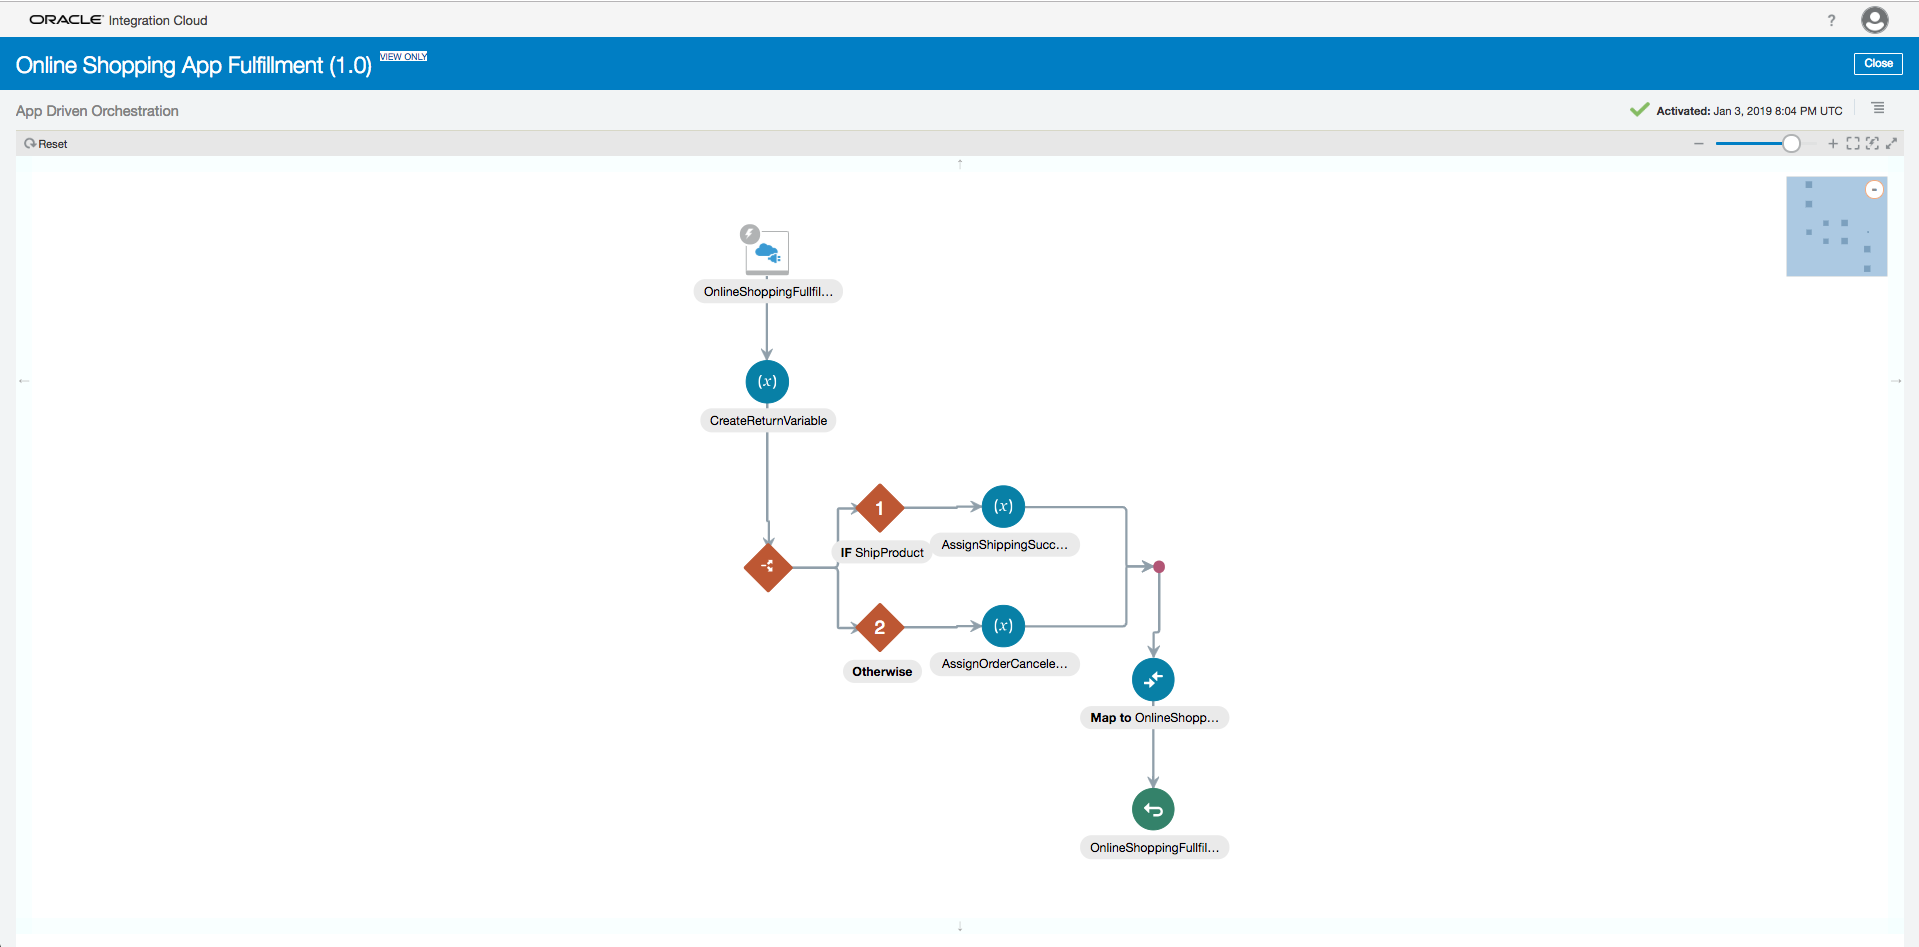 ORACLE Integration Cloud
?
Online Shopping App Fulfillment (1.0) VIEW ONLY
Close
App Driven Orchestration
Activated: Jan 3, 2019 8:04 PM UTC
Reset
OnlineShoppingFullfil...
(x)
CreateReturnVariable
1
(x)
IF ShipProduct
AssignShippingSucc...
2
(x)
Otherwise
AssignOrderCancele...
Map to OnlineShopp...
OnlineShoppingFullfil...